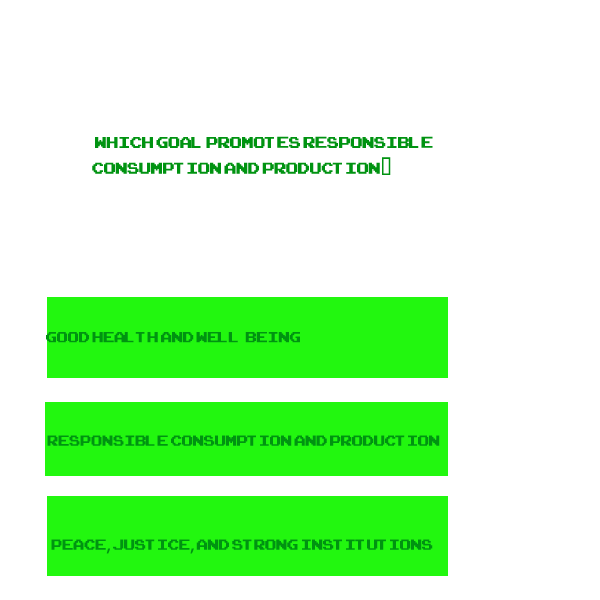 WHICH GOAL PROMOTES RESPONSIBLE
CONSUMPTION AND PRODUCTION▯
GOOD HEALTH AND WELL BEING
RESPONSIBLE CONSUMPTION AND PRODUCTION
PEACE, JUSTICE, AND STRONG INSTITUTIONS